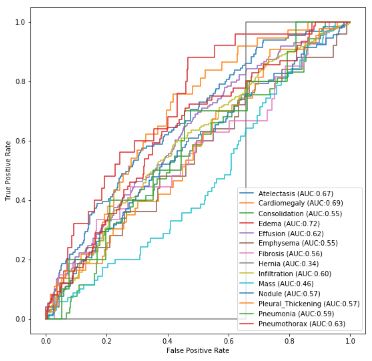 1.0
0.8
0.6
0.4
0.2
0.0
True Positive Rate
Atelectasis (AUC:0.67)
Cardiomegaly (AUC:0.69)
Consolidation (AUC:0.55)
Edema (AUC:0.72)
Effusion (AUC:0.62)
Emphysema (AUC:0.55)
Fibrosis (AUC:0.56)
Hernia (AUC:0.34)
Infiltration (AUC:0.60)
Mass (AUC:0.46)
Nodule (AUC:0.57)
Pleural_Thickening (AUC:0.57)
Pneumonia (AUC:0.59)
Pneumothorax (AUC:0.63)
0.0 0.2 0.4 0.6 0.8 1.0
False Positive Rate